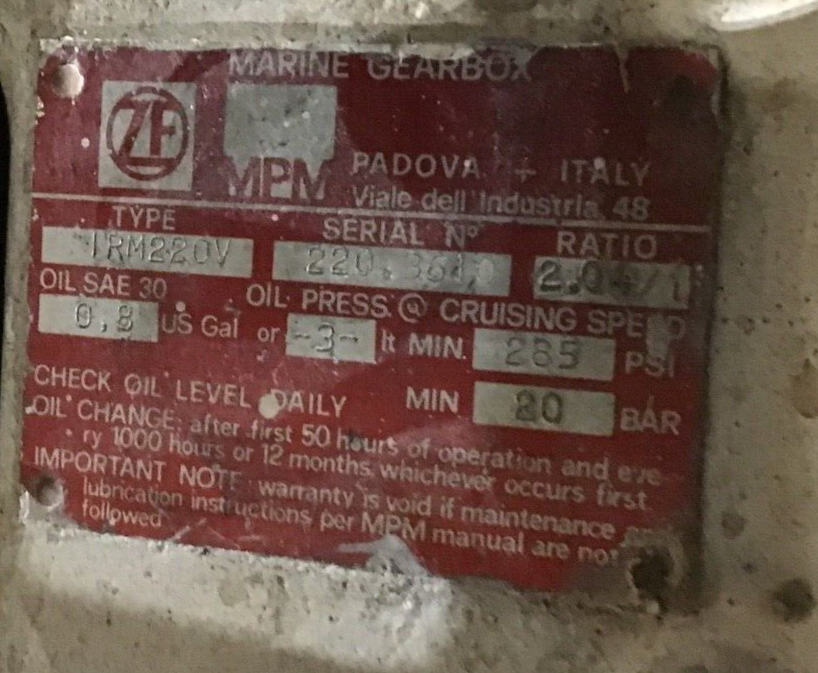 MARINE GEARBOX
ZF
MPM PADOVA + ITALY
Viale dell'Industria, 48
TYPE SERIAL N° RATIO
IRM220V
OIL SAE 30 OIL PRESS. @ CRUISING SPEED
0,8 US Gal or -3- lt MIN. 285 PSI
CHECK OIL LEVEL DAILY MIN 20 BAR
OIL CHANGE: after first 50 hours of operation and eve-
ry 1000 hours or 12 months whichever occurs first
IMPORTANT NOTE: warranty is void if maintenance
lubrication instructions per MPM manual are not
followed